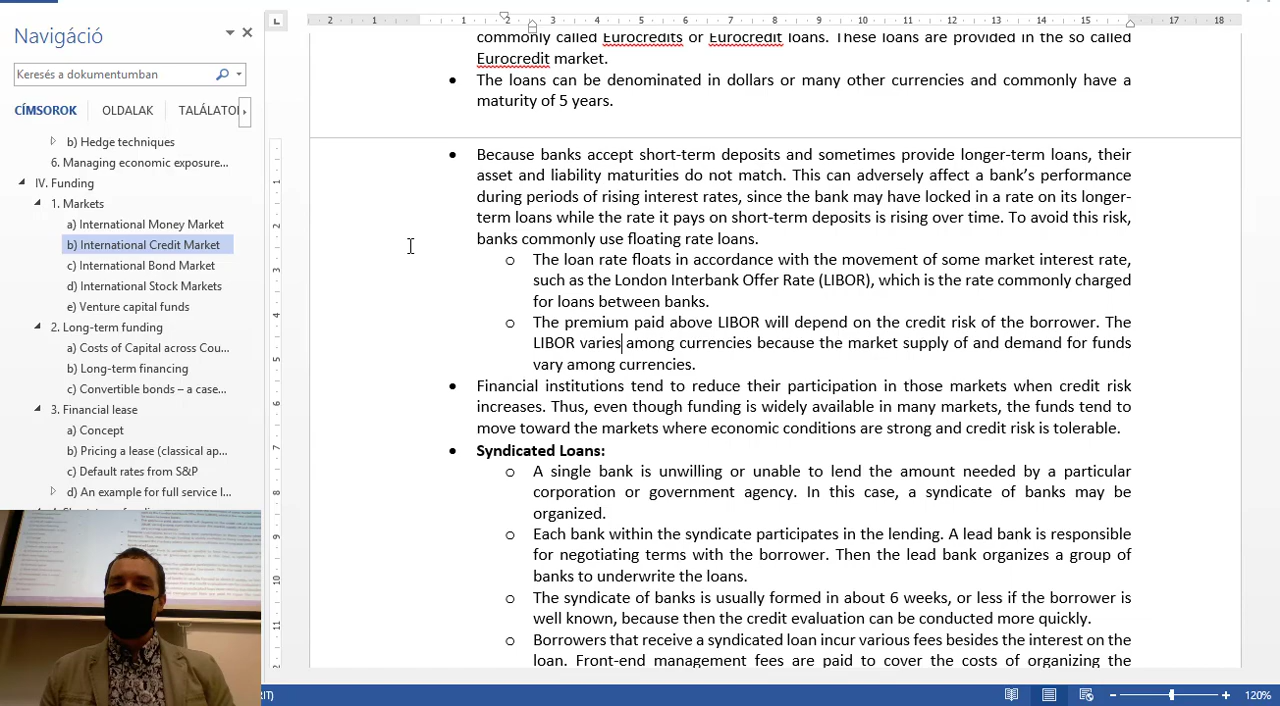 Navigáció
Keresés a dokumentumban
CÍMSOROK OLDALAK TALÁLATO
b) Hedge techniques
6. Managing economic exposure...
IV. Funding
1. Markets
a) International Money Market
b) International Credit Market
c) International Bond Market
d) International Stock Markets
e) Venture capital funds
2. Long-term funding
a) Costs of Capital across Cou...
b) Long-term financing
c) Convertible bonds – a case...
3. Financial lease
a) Concept
b) Pricing a lease (classical ap...
c) Default rates from S&P
d) An example for full service l...
2 1 1 2 3 4 5 6 7 8 9 10 11 12 13 14 15 17 18
commonly called Eurocredits or Eurocredit loans. These loans are provided in the so called
Eurocredit market.
• The loans can be denominated in dollars or many other currencies and commonly have a
maturity of 5 years.
• Because banks accept short-term deposits and sometimes provide longer-term loans, their
asset and liability maturities do not match. This can adversely affect a bank's performance
during periods of rising interest rates, since the bank may have locked in a rate on its longer-
term loans while the rate it pays on short-term deposits is rising over time. To avoid this risk,
banks commonly use floating rate loans.
o The loan rate floats in accordance with the movement of some market interest rate,
such as the London Interbank Offer Rate (LIBOR), which is the rate commonly charged
for loans between banks.
o The premium paid above LIBOR will depend on the credit risk of the borrower. The
LIBOR varies among currencies because the market supply of and demand for funds
vary among currencies.
• Financial institutions tend to reduce their participation in those markets when credit risk
increases. Thus, even though funding is widely available in many markets, the funds tend to
move toward the markets where economic conditions are strong and credit risk is tolerable.
• Syndicated Loans:
o A single bank is unwilling or unable to lend the amount needed by a particular
corporation or government agency. In this case, a syndicate of banks may be
organized.
o Each bank within the syndicate participates in the lending. A lead bank is responsible
for negotiating terms with the borrower. Then the lead bank organizes a group of
banks to underwrite the loans.
o The syndicate of banks is usually formed in about 6 weeks, or less if the borrower is
well known, because then the credit evaluation can be conducted more quickly.
o Borrowers that receive a syndicated loan incur various fees besides the interest on the
loan. Front-end management fees are paid to cover the costs of organizing the
120%